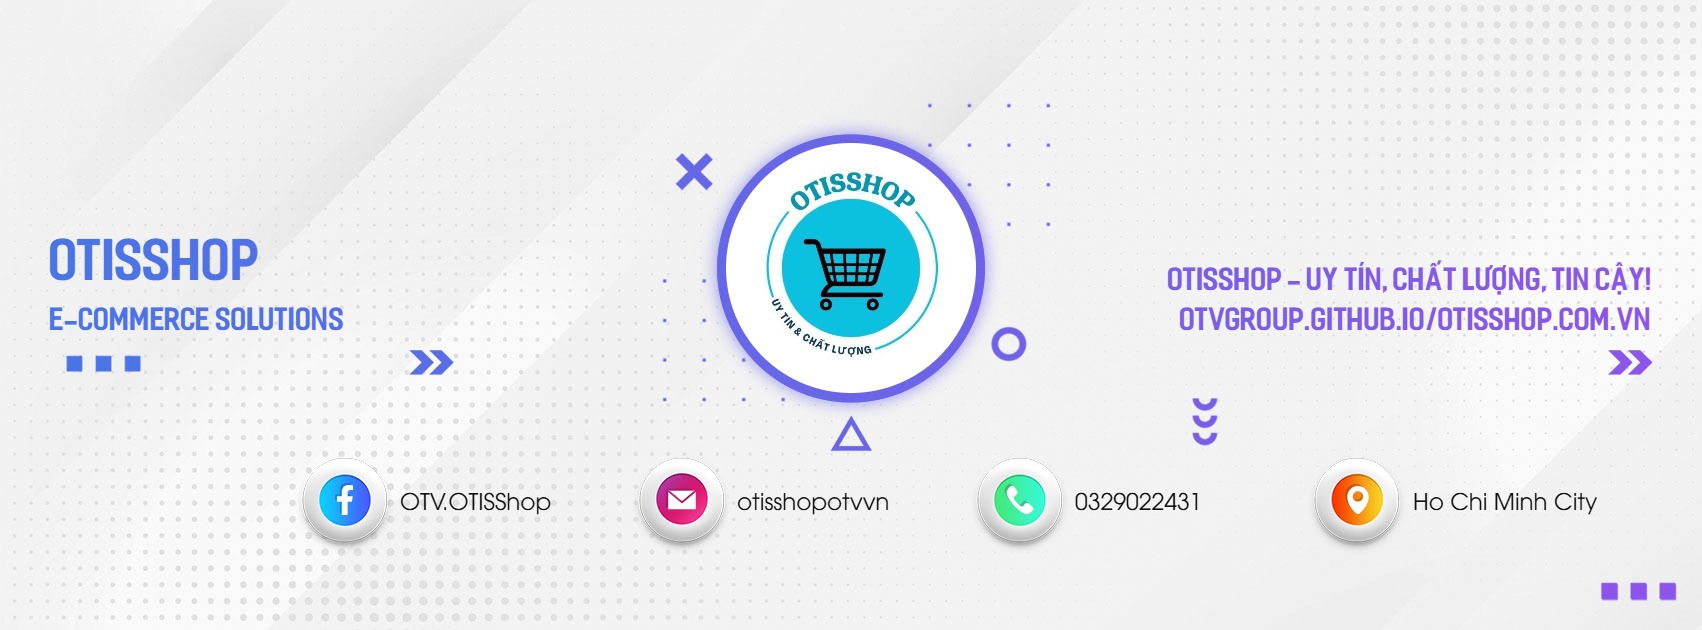 OTISSHOP
E-COMMERCE SOLUTIONS
OTISSHOP
UY TÍN & CHẤT LƯỢNG
OTISSHOP - UY TÍN, CHẤT LƯỢNG, TIN CẬY!
OTVGROUP.GITHUB.IO/OTISSHOP.COM.VN
OTV.OTISShop
otisshopotvvn
0329022431
Ho Chi Minh City